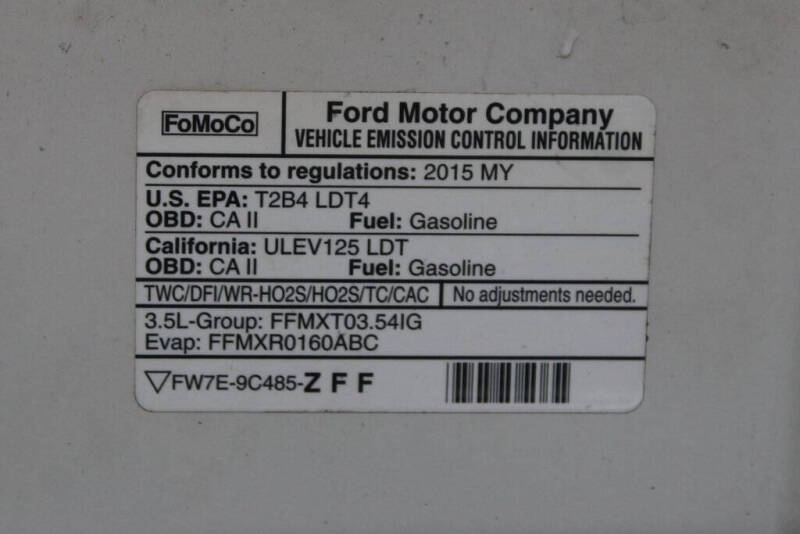 FoMoCo
Ford Motor Company
VEHICLE EMISSION CONTROL INFORMATION
Conforms to regulations: 2015 MY
U.S. EPA: T2B4 LDT4
OBD: CA II Fuel: Gasoline
California: ULEV125 LDT
OBD: CA II Fuel: Gasoline
TWC/DFI/WR-HO2S/HO2S/TC/CAC No adjustments needed.
3.5L-Group: FFMXT03.54IG
Evap: FFMXR0160ABC
▽FW7E-9C485-ZFF